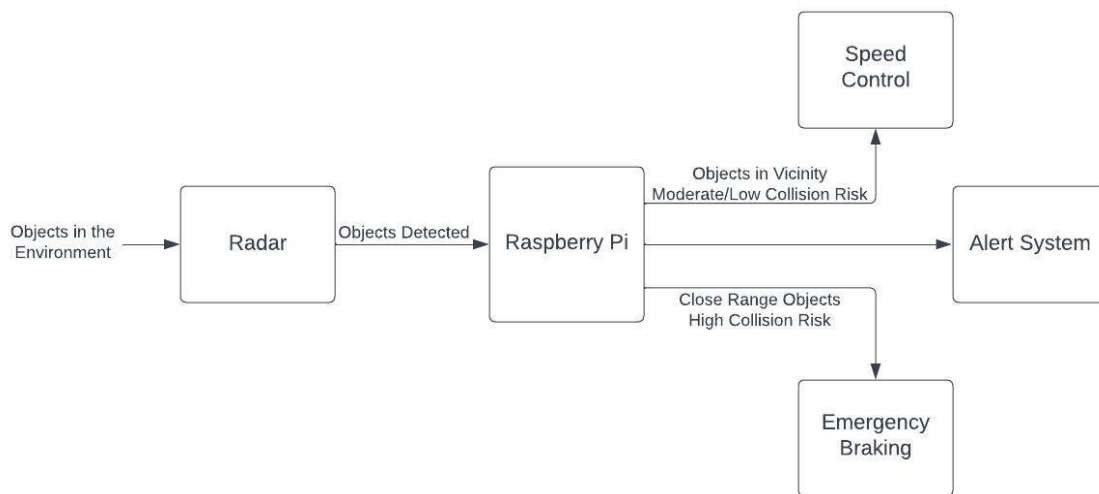 Speed
Control
Objects in Vicinity
Moderate/Low Collision Risk
Objects in the
Environment
Radar
Objects Detected
Raspberry Pi
Alert System
Close Range Objects
High Collision Risk
Emergency
Braking